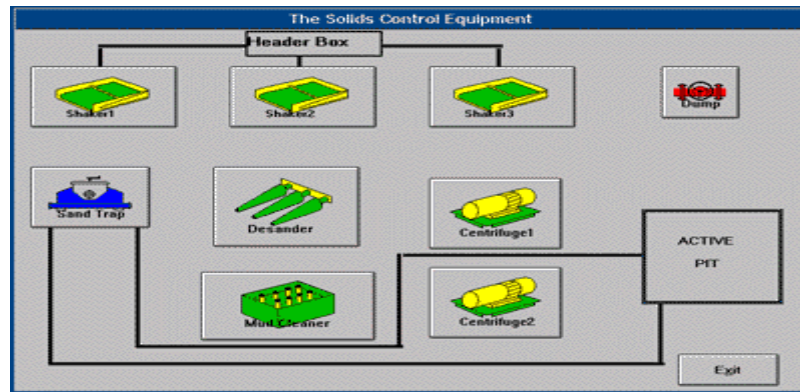 The Solids Control Equipment
Header Box
Shaker1
Shaker2
Shaker3
Dump
Sand Trap
Desander
Centrifuge1
ACTIVE
PIT
Mud Cleaner
Centrifuge2
Exit